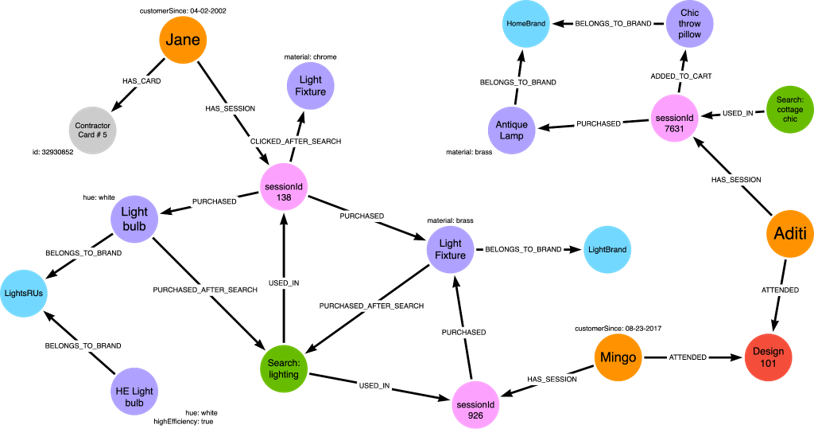 customerSince: 04-02-2002
Jane
HAS_CARD
HAS_SESSION
Contractor
Card # 5
id: 32930852
material: chrome
Light
Fixture
CLICKED_AFTER_SEARCH
sessionId
138
PURCHASED
PURCHASED
hue: white
Light
bulb
BELONGS_TO_BRAND
LightsRUs
BELONGS_TO_BRAND
HE Light
bulb
hue: white
highEfficiency: true
PURCHASED_AFTER_SEARCH
USED_IN
Search:
lighting
PURCHASED_AFTER_SEARCH
material: brass
Light
Fixture
BELONGS_TO_BRAND
LightBrand
PURCHASED
USED_IN
sessionId
926
HAS_SESSION
customerSince: 08-23-2017
Mingo
ATTENDED
Design
101
ATTENDED
Aditi
HAS_SESSION
sessionId
7631
USED_IN
Search:
cottage
chic
ADDED_TO_CART
Chic
throw
pillow
BELONGS_TO_BRAND
HomeBrand
BELONGS_TO_BRAND
PURCHASED
Antique
Lamp
material: brass